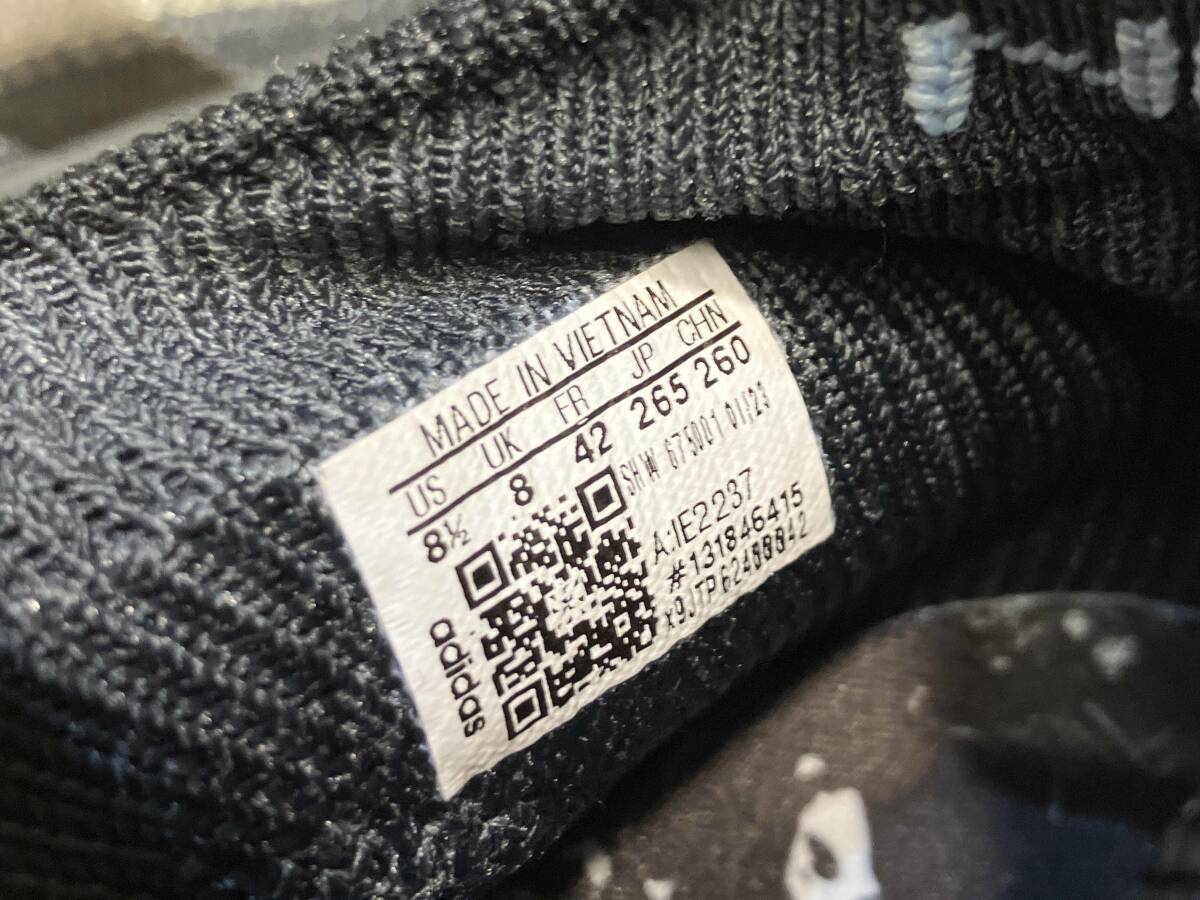 MADE IN VIETNAM
US UK FR JP CHN
8½ 8 42 265 260
SHW 675001 01/23
A:IE2237
#131846415
adidas